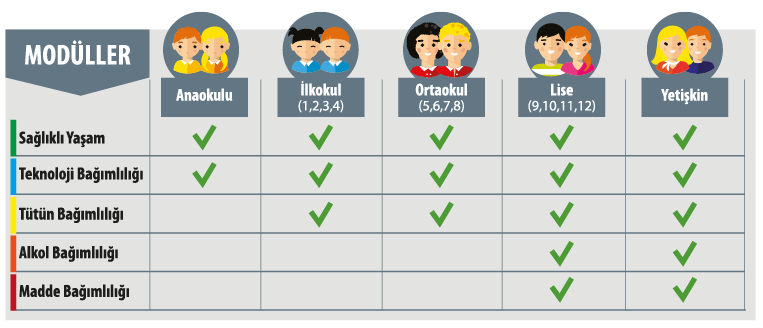 MODÜLLER
Anaokulu
İlkokul
(1,2,3,4)
Ortaokul
(5,6,7,8)
Lise
(9,10,11,12)
Yetişkin
Sağlıklı Yaşam
Teknoloji Bağımlılığı
Tütün Bağımlılığı
Alkol Bağımlılığı
Madde Bağımlılığı